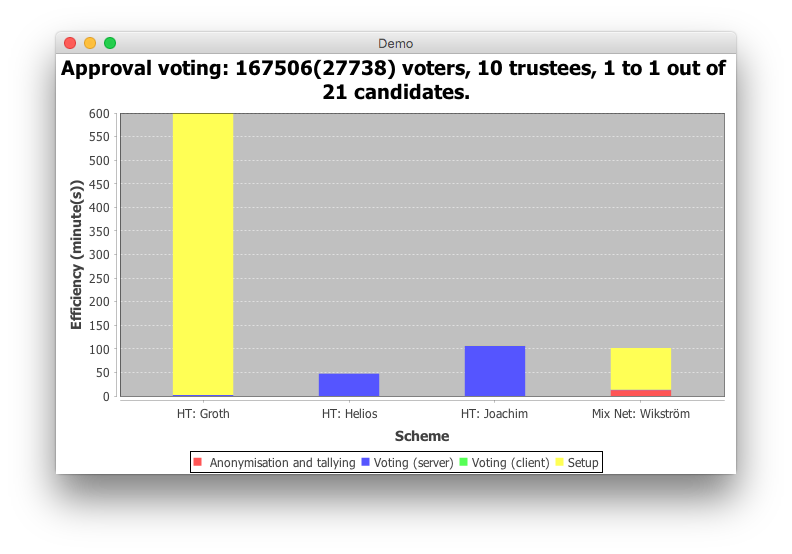 Demo
Approval voting: 167506(27738) voters, 10 trustees, 1 to 1 out of
21 candidates.
Efficiency (minute(s))
600
550
500
450
400
350
300
250
200
150
100
50
0
HT: Groth
HT: Helios
HT: Joachim
Mix Net: Wikström
Scheme
Anonymisation and tallying Voting (server) Voting (client) Setup